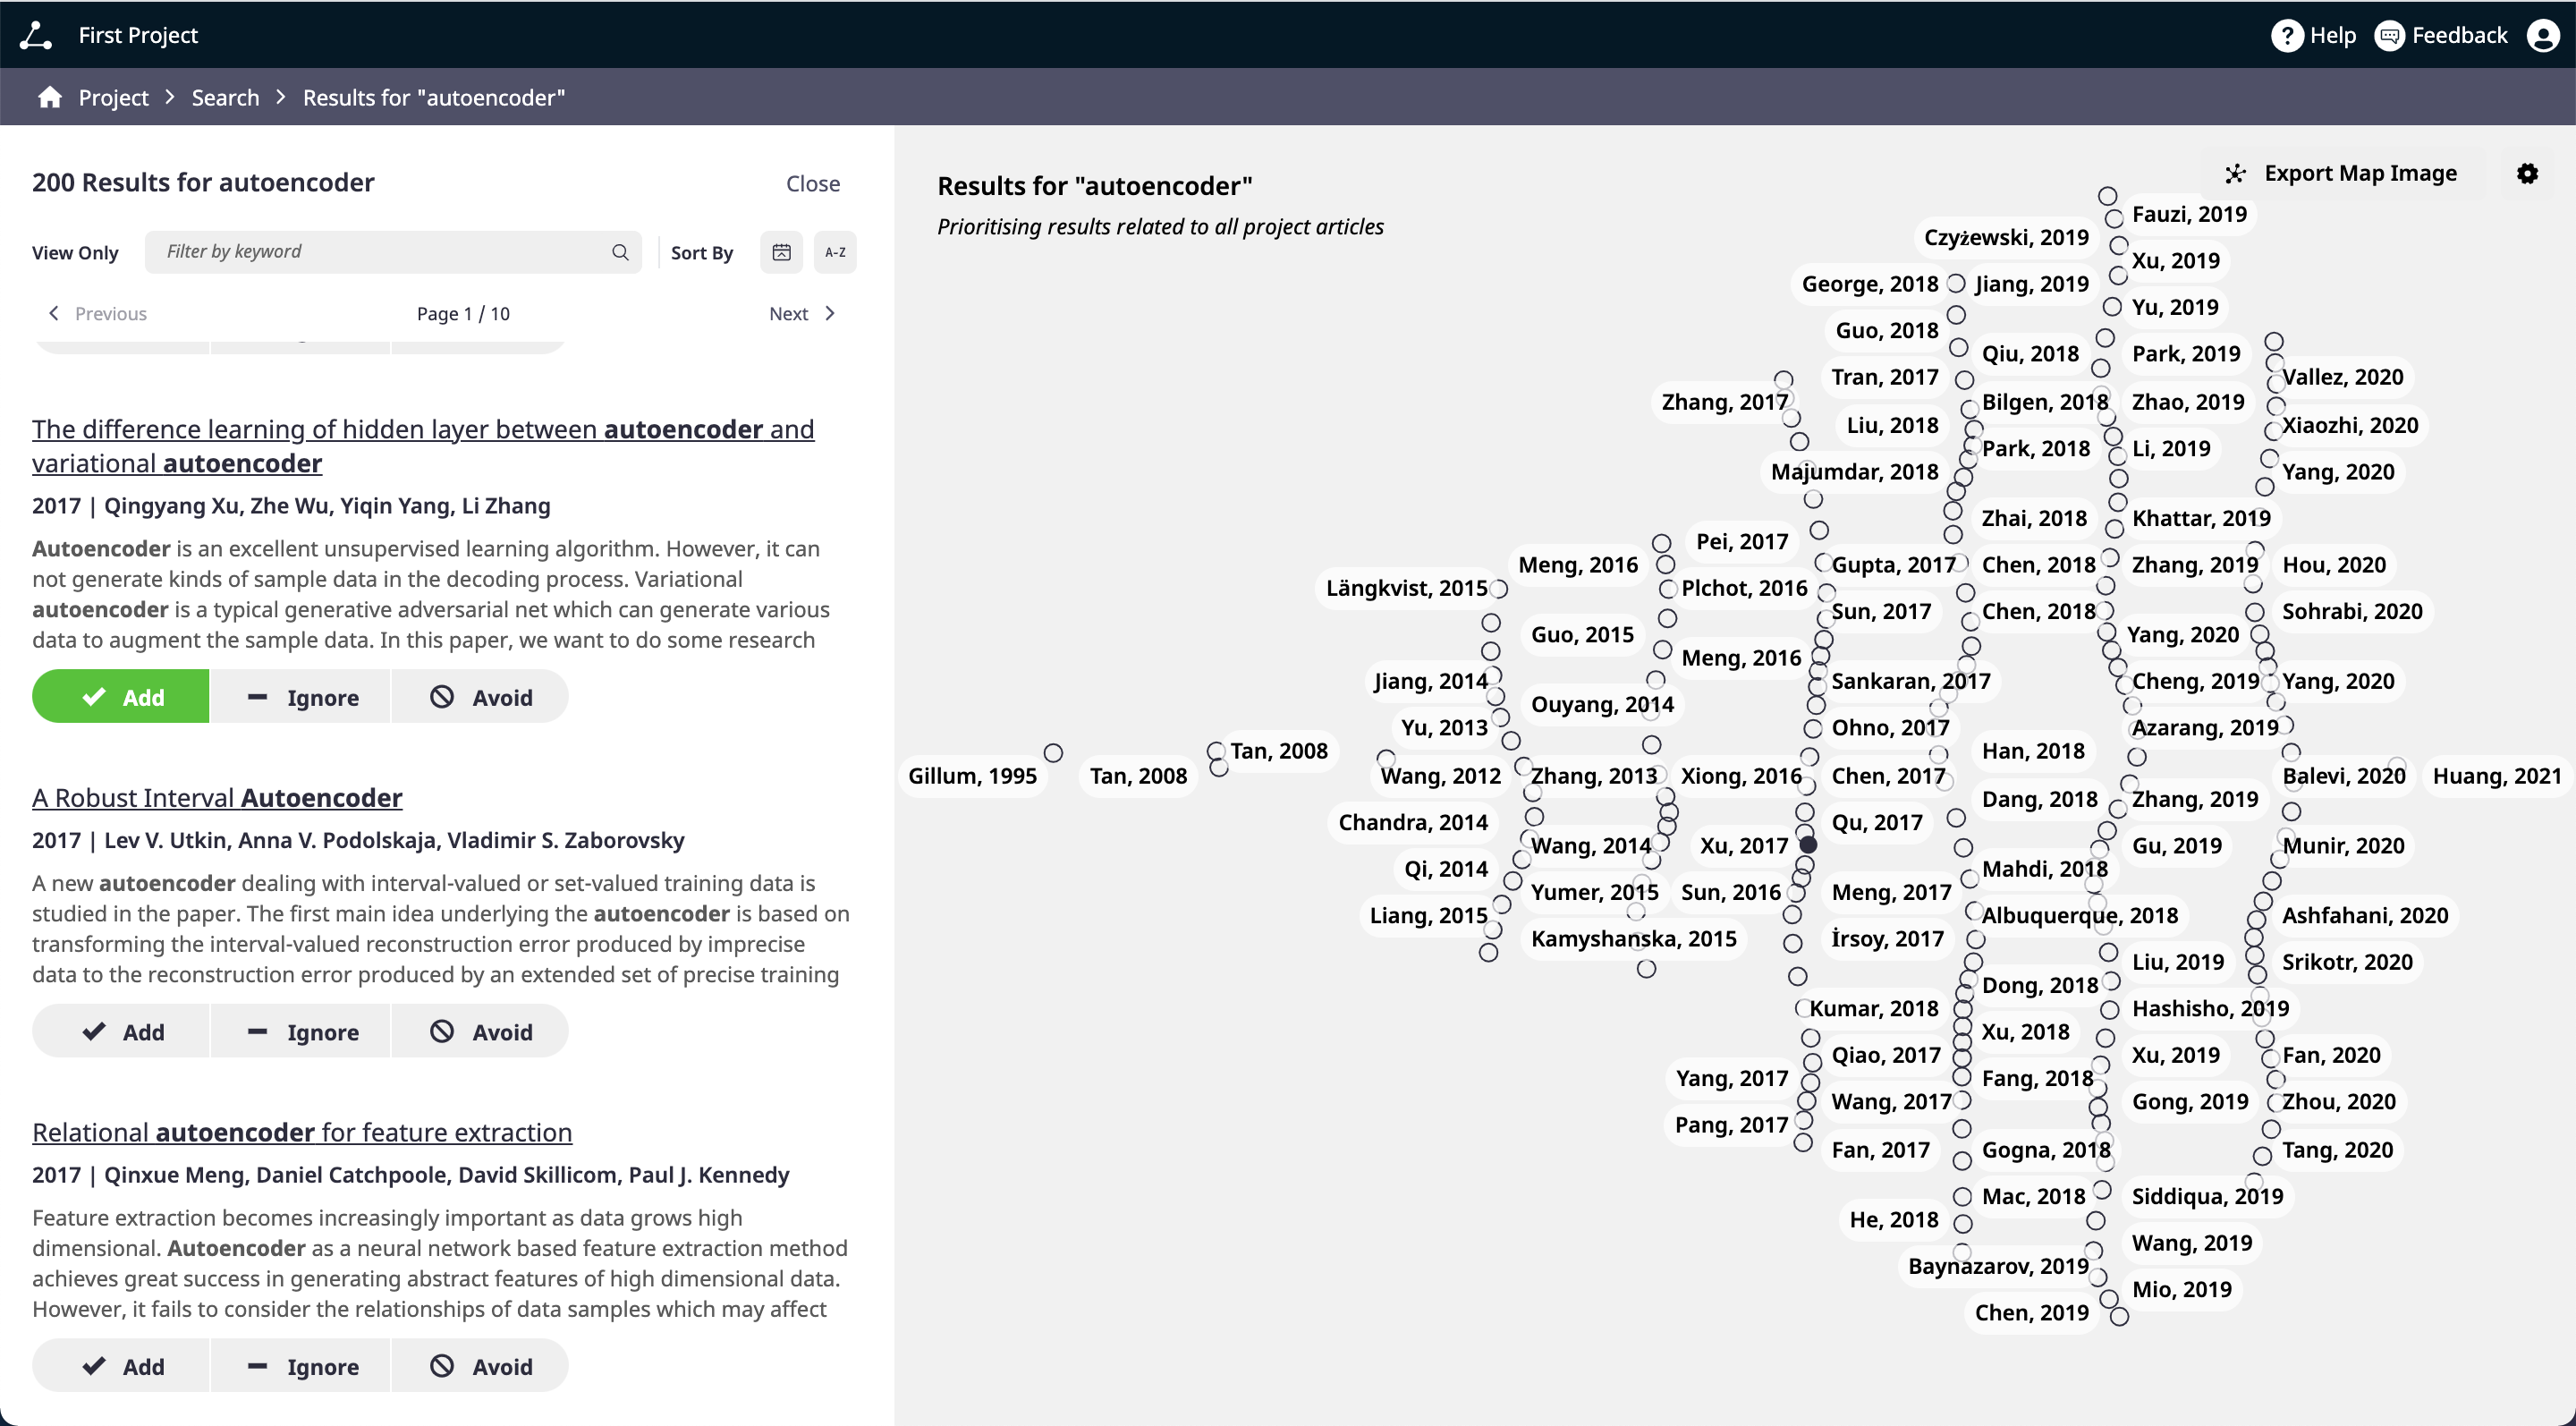 First Project
Help
Feedback
Project > Search > Results for "autoencoder"
200 Results for autoencoder
Close
View Only
Filter by keyword
Sort By
A-Z
Previous
Page 1 / 10
Next
The difference learning of hidden layer between autoencoder and
variational autoencoder
2017 | Qingyang Xu, Zhe Wu, Yiqin Yang, Li Zhang
Autoencoder is an excellent unsupervised learning algorithm. However, it can
not generate kinds of sample data in the decoding process. Variational
autoencoder is a typical generative adversarial net which can generate various
data to augment the sample data. In this paper, we want to do some research
Add
Ignore
Avoid
A Robust Interval Autoencoder
2017 | Lev V. Utkin, Anna V. Podolskaja, Vladimir S. Zaborovsky
A new autoencoder dealing with interval-valued or set-valued training data is
studied in the paper. The first main idea underlying the autoencoder is based on
transforming the interval-valued reconstruction error produced by imprecise
data to the reconstruction error produced by an extended set of precise training
Add
Ignore
Avoid
Relational autoencoder for feature extraction
2017 | Qinxue Meng, Daniel Catchpoole, David Skillicom, Paul J. Kennedy
Feature extraction becomes increasingly important as data grows high
dimensional. Autoencoder as a neural network based feature extraction method
achieves great success in generating abstract features of high dimensional data.
However, it fails to consider the relationships of data samples which may affect
Add
Ignore
Avoid
Results for "autoencoder"
Prioritising results related to all project articles
Export Map Image
Gillum, 1995
Tan, 2008
Tan, 2008
Längkvist, 2015
Jiang, 2014
Yu, 2013
Wang, 2012
Chandra, 2014
Qi, 2014
Liang, 2015
Meng, 2016
Guo, 2015
Ouyang, 2014
Zhang, 2013
Wang, 2014
Yumer, 2015
Kamyshanska, 2015
Zhang, 2017
Pei, 2017
Plchot, 2016
Meng, 2016
Xiong, 2016
Xu, 2017
Sun, 2016
Yang, 2017
Pang, 2017
George, 2018
Guo, 2018
Tran, 2017
Liu, 2018
Majumdar, 2018
Gupta, 2017
Sun, 2017
Sankaran, 2017
Ohno, 2017
Chen, 2017
Qu, 2017
Meng, 2017
İrsoy, 2017
Kumar, 2018
Qiao, 2017
Wang, 2017
Fan, 2017
He, 2018
Czyżewski, 2019
Jiang, 2019
Qiu, 2018
Bilgen, 2018
Park, 2018
Zhai, 2018
Chen, 2018
Chen, 2018
Han, 2018
Dang, 2018
Mahdi, 2018
Albuquerque, 2018
Dong, 2018
Xu, 2018
Fang, 2018
Gogna, 2018
Mac, 2018
Baynazarov, 2019
Chen, 2019
Fauzi, 2019
Xu, 2019
Yu, 2019
Park, 2019
Zhao, 2019
Li, 2019
Khattar, 2019
Zhang, 2019
Yang, 2020
Cheng, 2019
Azarang, 2019
Zhang, 2019
Gu, 2019
Liu, 2019
Hashisho, 2019
Xu, 2019
Gong, 2019
Siddiqua, 2019
Wang, 2019
Mio, 2019
Vallez, 2020
Xiaozhi, 2020
Yang, 2020
Hou, 2020
Sohrabi, 2020
Yang, 2020
Balevi, 2020
Huang, 2021
Munir, 2020
Ashfahani, 2020
Srikotr, 2020
Fan, 2020
Zhou, 2020
Tang, 2020